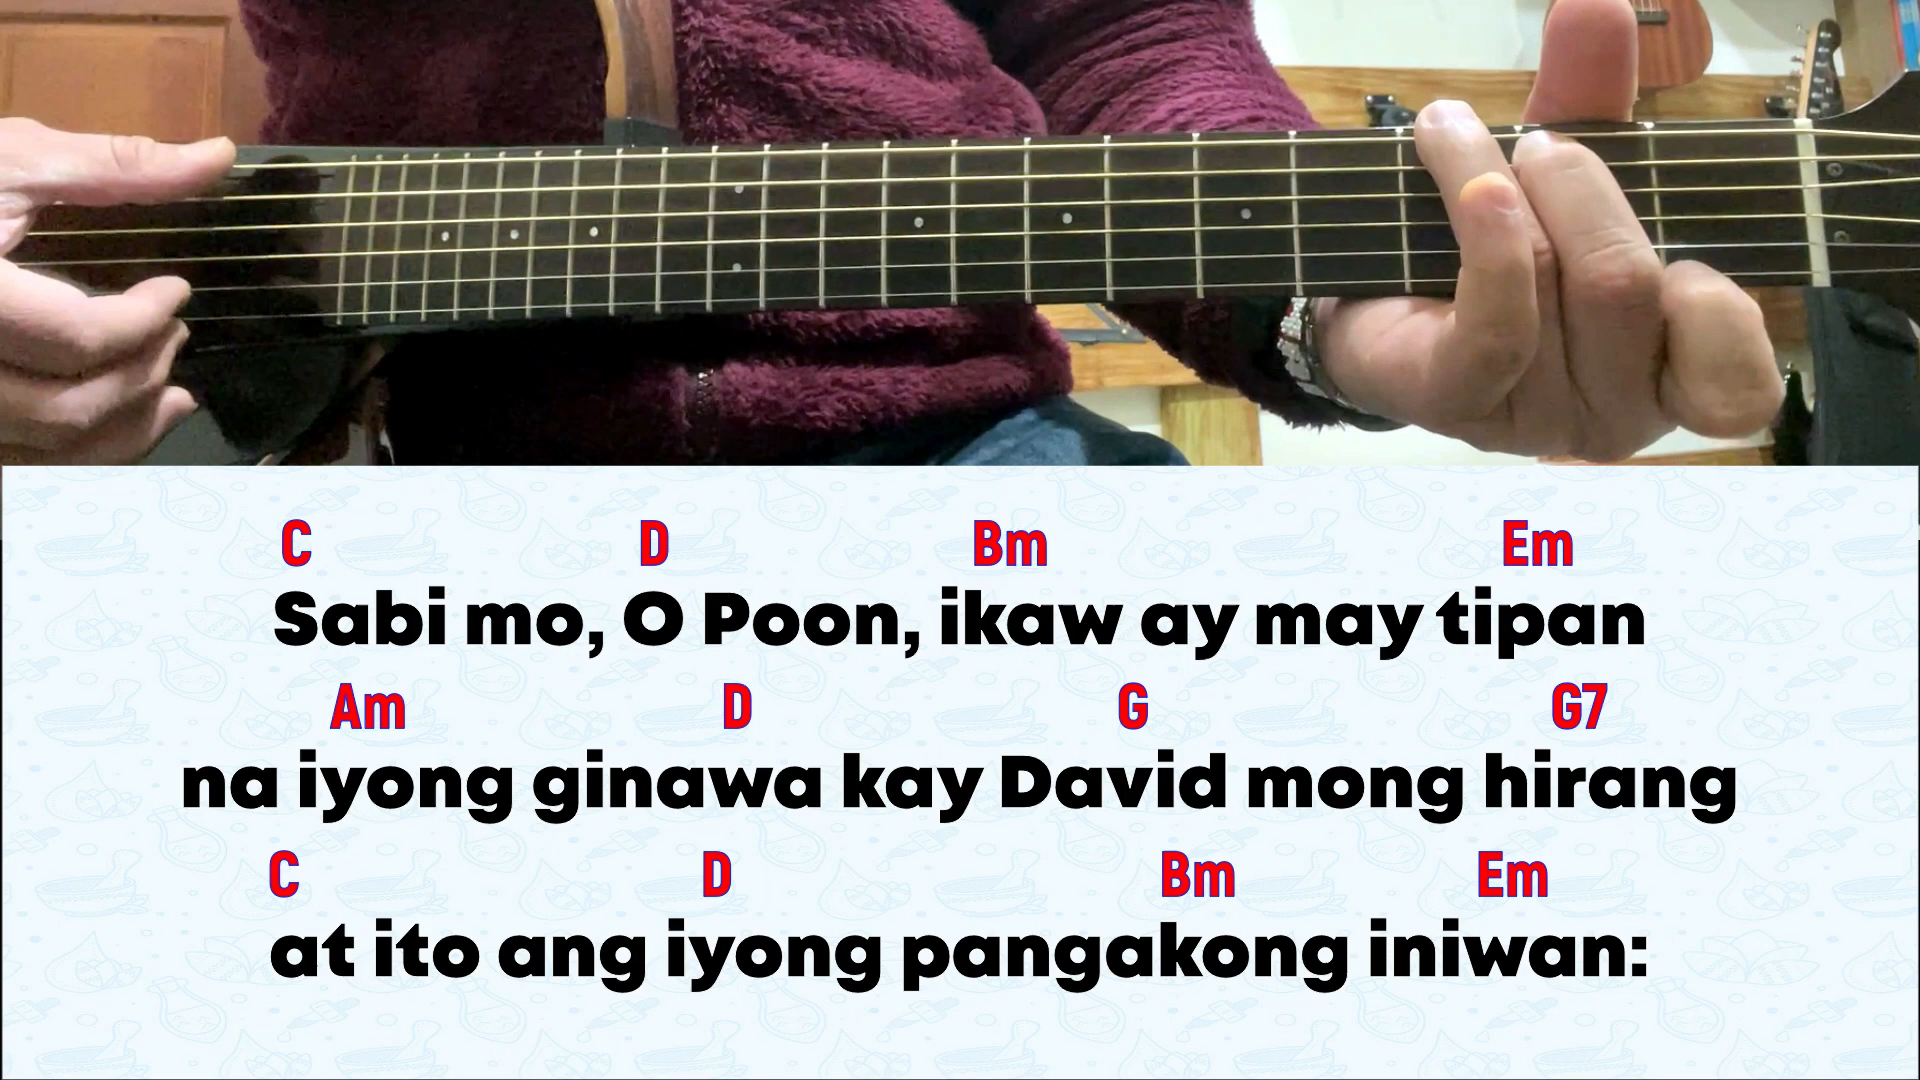 C D Bm Em
Sabi mo, O Poon, ikaw ay may tipan
Am D G G7
na iyong ginawa kay David mong hirang
C D Bm Em
at ito ang iyong pangakong iniwan: